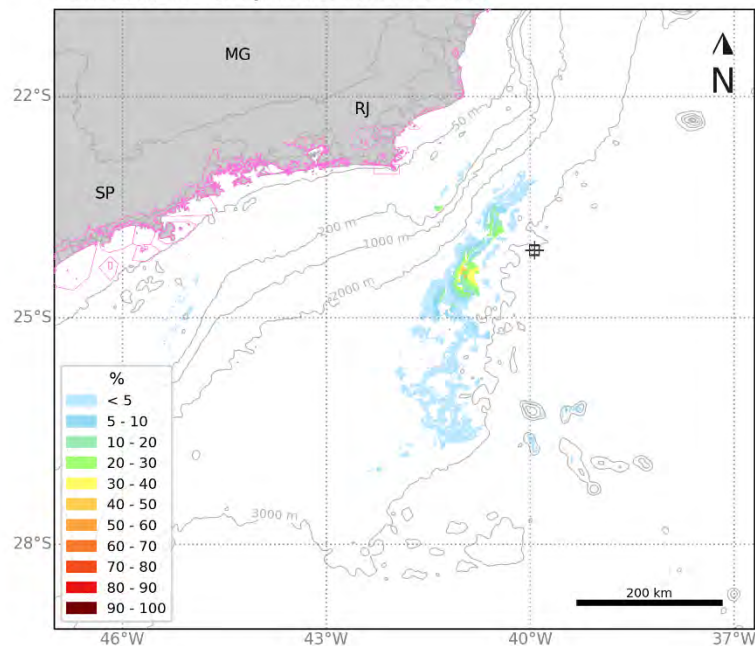 MG
N
22°S
RJ
50 m
SP
200 m
1000 m
2000 m
25°S
%
< 5
5 - 10
10 - 20
20 - 30
30 - 40
40 - 50
50 - 60
60 - 70
70 - 80
80 - 90
90 - 100
3000 m
28°S
200 km
46°W
43°W
40°W
37°W